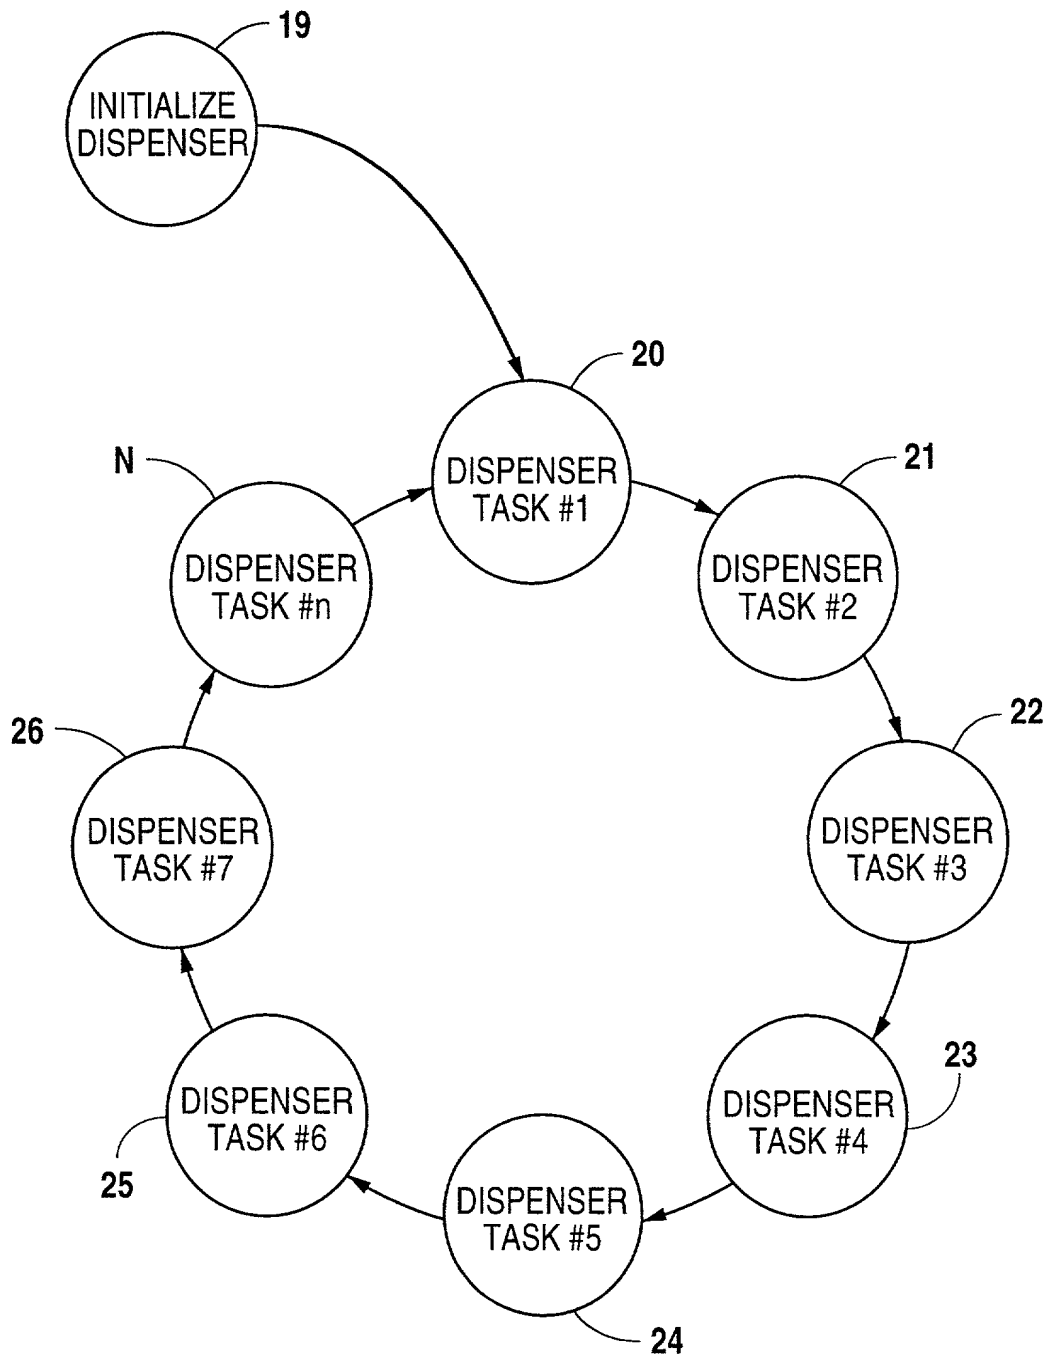 19
INITIALIZE
DISPENSER
20
DISPENSER
TASK #1
21
DISPENSER
TASK #2
22
DISPENSER
TASK #3
23
DISPENSER
TASK #4
24
DISPENSER
TASK #5
25
DISPENSER
TASK #6
26
DISPENSER
TASK #7
N
DISPENSER
TASK #n